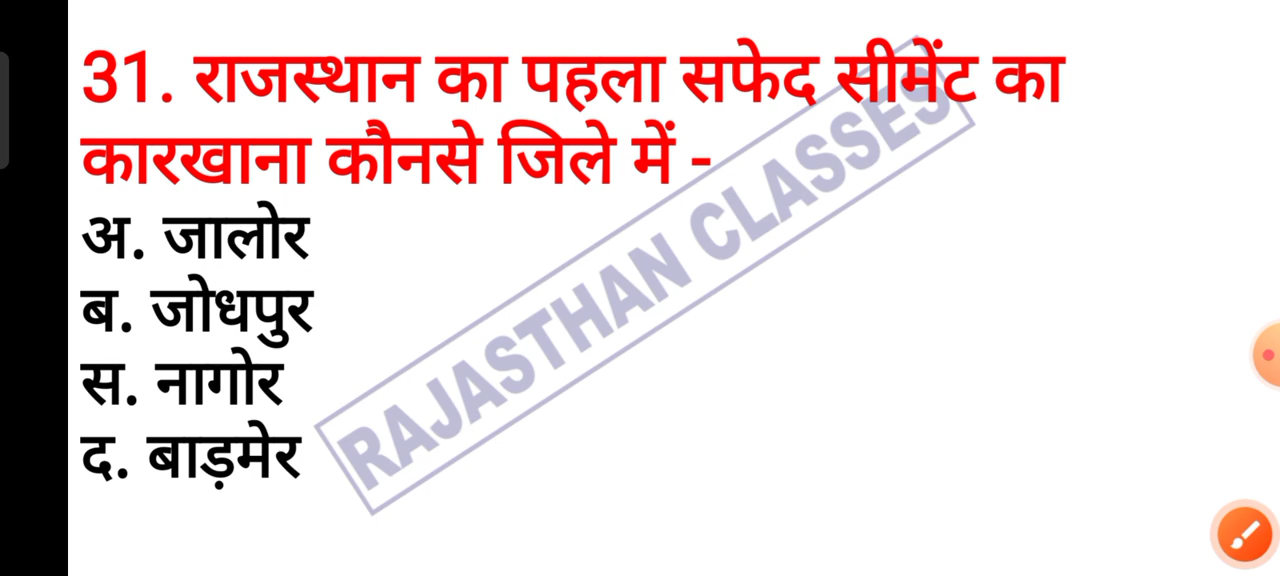 31. राजस्थान का पहला सफेद सीमेंट का
कारखाना कौनसे जिले में -
अ. जालोर
ब. जोधपुर
स. नागोर
द. बाड़मेर
RAJASTHAN CLASSES